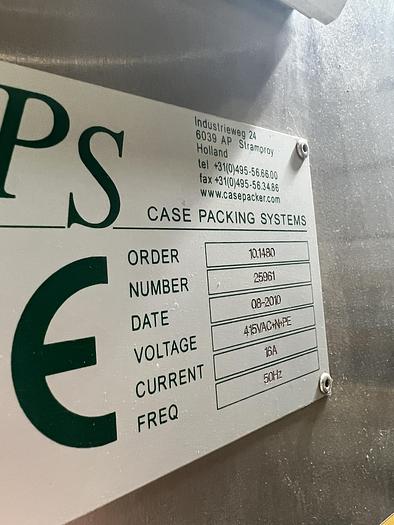 PS
Industrieweg 24
6039 AP Stramproy
Holland
tel +31(0)495-56.66.00
fax +31(0)495-56.34.86
www.casepacker.com
CASE PACKING SYSTEMS
CE
ORDER 10.1480
NUMBER 25961
DATE 08-2010
VOLTAGE 415VAC+N+PE
CURRENT 16A
FREQ 50Hz